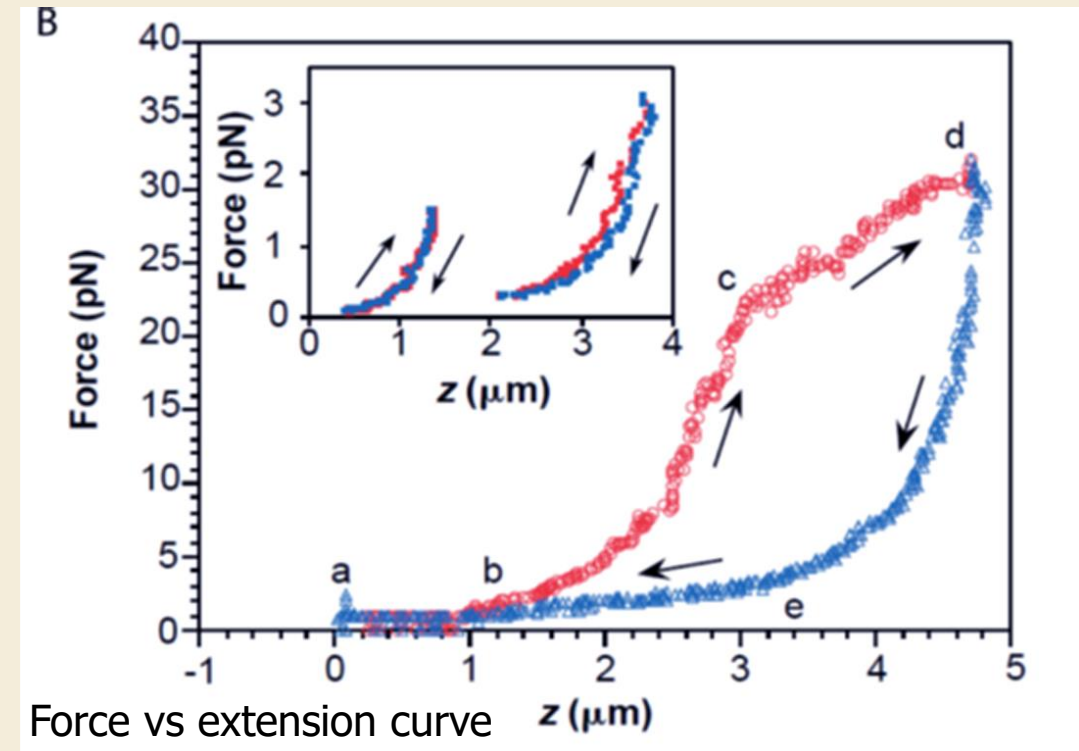 B
Force (pN)
40
35
30
25
20
15
10
5
0
-1 0 1 2 3 4 5
z (μm)
a
b
c
d
e
Force (pN)
3
2
1
0
0 1 2 3 4
z (μm)
Force vs extension curve